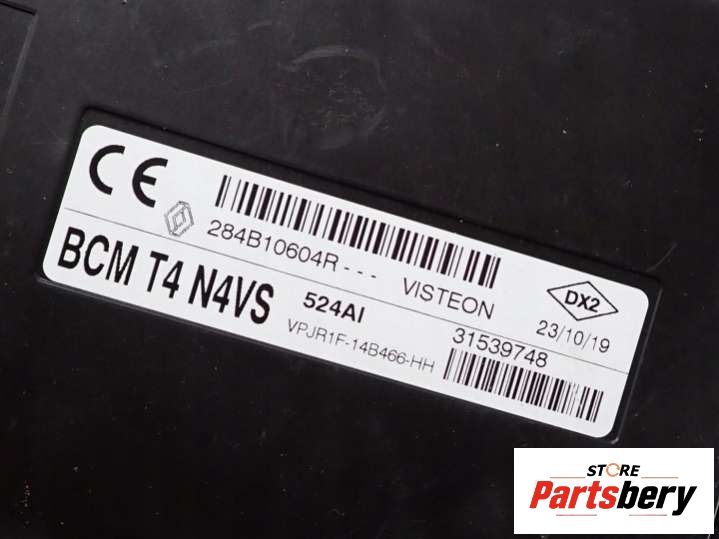 CE
284B10604R---
VISTEON
DX2
23/10/19
BCM T4 N4VS
524AI
VPJR1F-14B466-HH
31539748
STORE
Partsbery